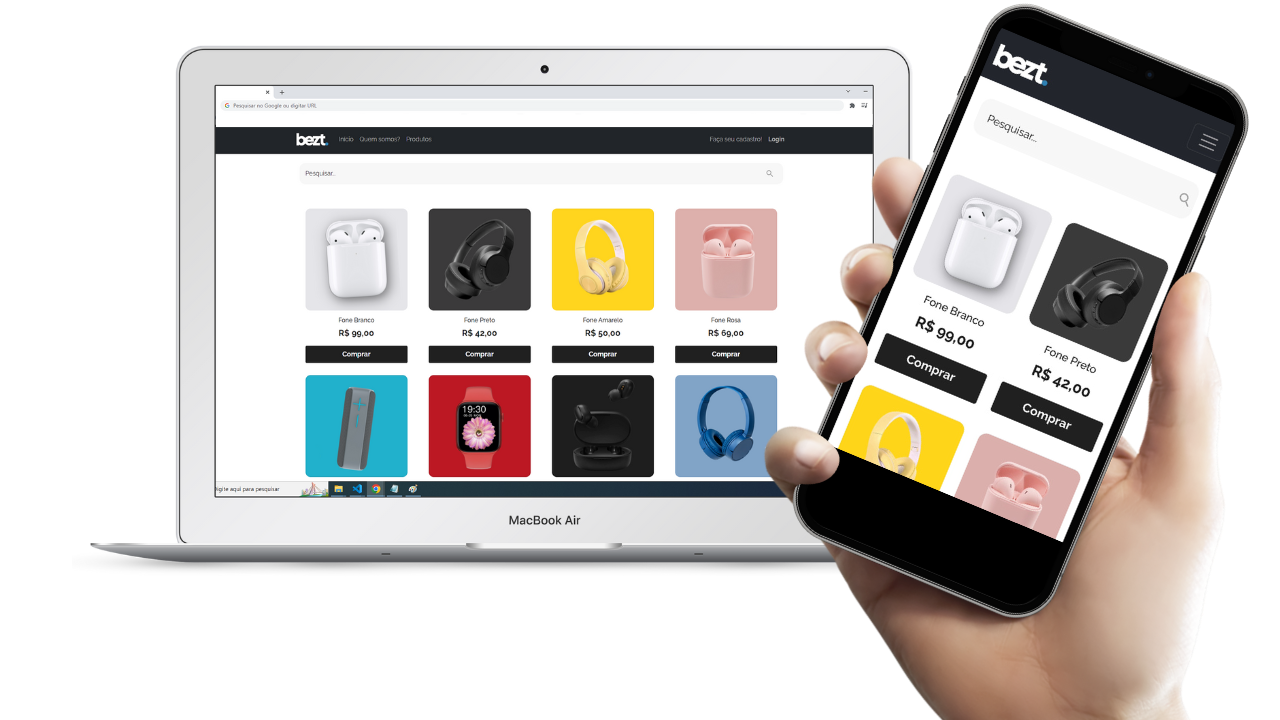 Pesquisar no Google ou digitar URL
bezt.
Início Quem somos? Produtos
Faça seu cadastro! Login
Pesquisar...
Fone Branco
R$ 99,00
Comprar
Fone Preto
R$ 42,00
Comprar
Fone Amarelo
R$ 50,00
Comprar
Fone Rosa
R$ 69,00
Comprar
19:30
igite aqui para pesquisar
MacBook Air
bezt.
Pesquisar...
Fone Branco
R$ 99,00
Comprar
Fone Preto
R$ 42,00
Comprar